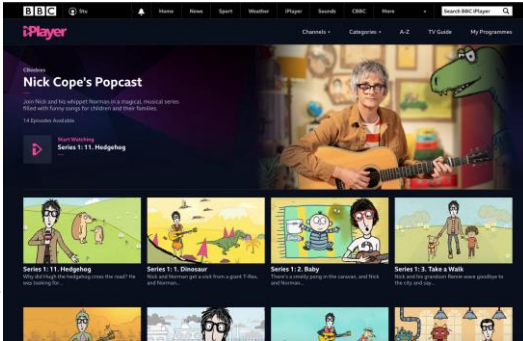 BBC Stu Home News Sport Weather iPlayer Sounds CBBC More Search BBC iPlayer
iPlayer Channels Categories A-Z TV Guide My Programmes
CBeebies
Nick Cope's Popcast
Join Nick and his whippet Norman in a magical, musical series
filled with funny songs for children and their families.
14 Episodes Available
Start Watching
Series 1: 11. Hedgehog
Series 1: 11. Hedgehog
Why did Hugh the hedgehog cross the road? He
was looking for...
Series 1: 1. Dinosaur
Nick and Norman get a visit from a giant T-Rex,
and Norman...
Series 1: 2. Baby
There's a smelly pong in the caravan, and Nick
and Norman...
Series 1: 3. Take a Walk
Nick and his grandson Rennie wave goodbye to
the city and say...